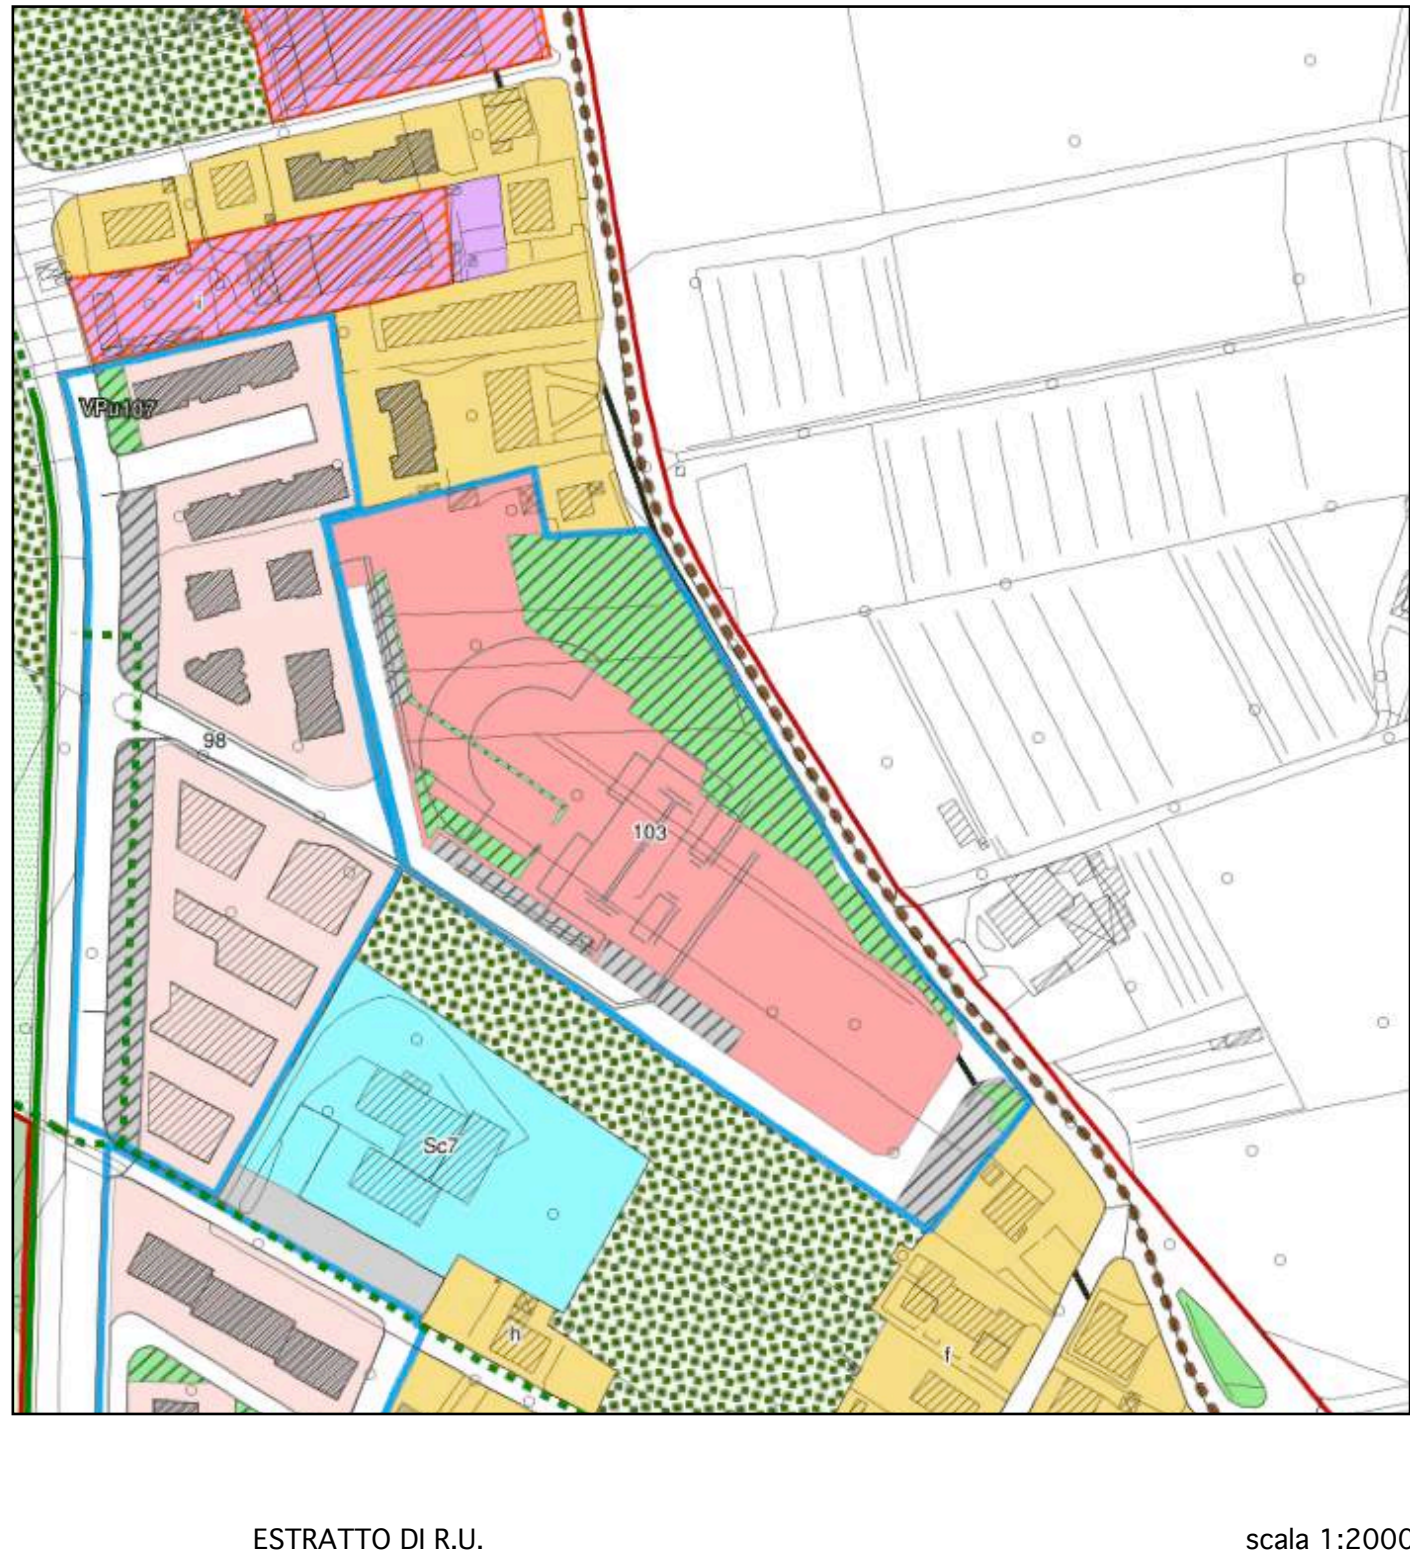 i
VPu107
98
103
Sc7
h
f
ESTRATTO DI R.U.
scala 1:2000